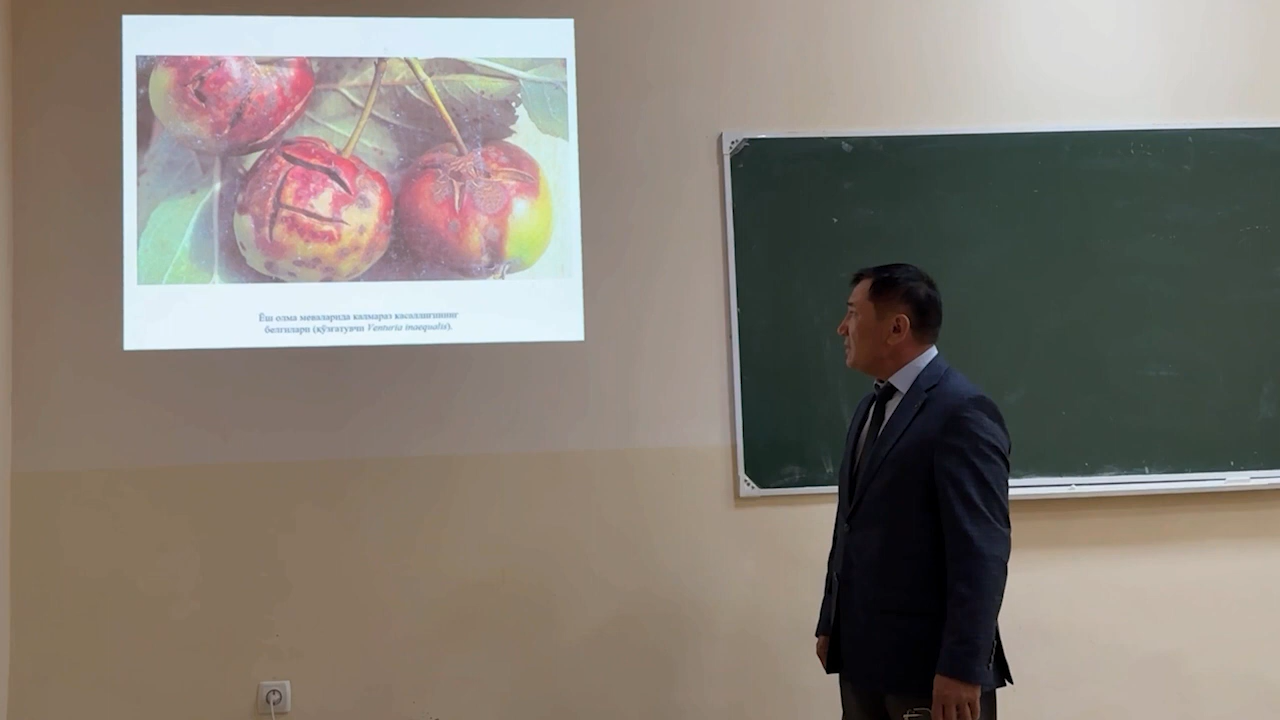 Ёш олма меваларида калмараз касаллигининг
белгилари (қўзғатувчи Venturia inaequalis).